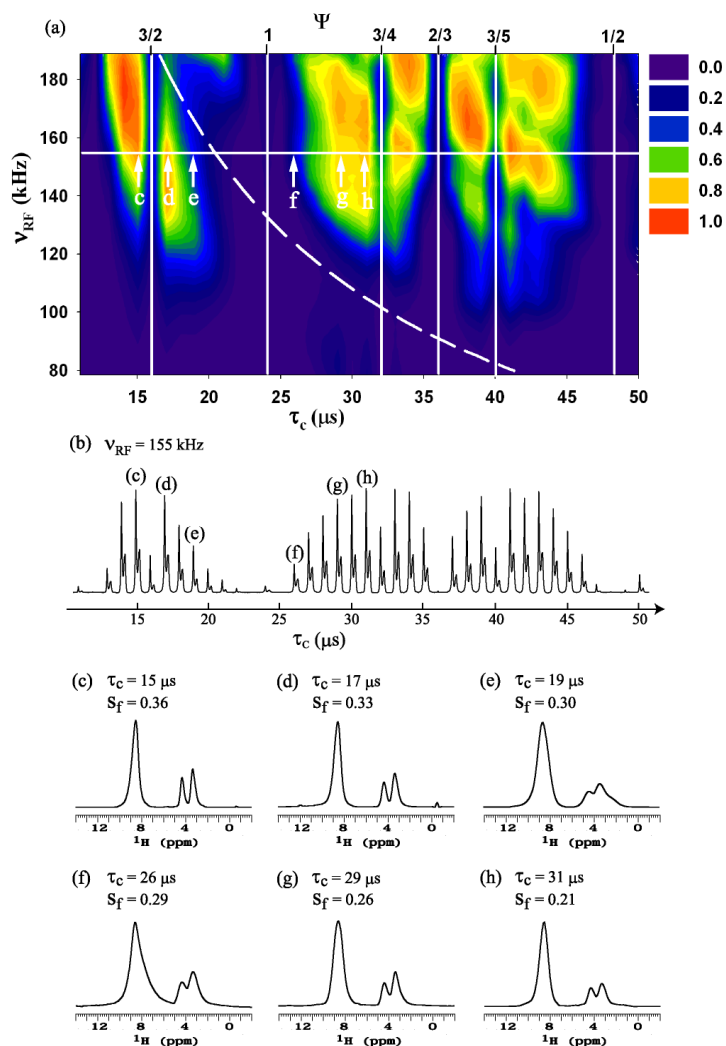 (a)
Ψ
3/2 1 3/4 2/3 3/5 1/2
180
160
140
120
100
80
ν_RF (kHz)
c d e f g h
0.0
0.2
0.4
0.6
0.8
1.0
15 20 25 30 35 40 45 50
τ_c (μs)
(b) ν_RF = 155 kHz
(c) (d) (e) (f) (g) (h)
15 20 25 30 35 40 45 50
τ_C (μs)
(c) τ_c = 15 μs
S_f = 0.36
12 8 4 0
¹H (ppm)
(d) τ_c = 17 μs
S_f = 0.33
12 8 4 0
¹H (ppm)
(e) τ_c = 19 μs
S_f = 0.30
12 8 4 0
¹H (ppm)
(f) τ_c = 26 μs
S_f = 0.29
12 8 4 0
¹H (ppm)
(g) τ_c = 29 μs
S_f = 0.26
12 8 4 0
¹H (ppm)
(h) τ_c = 31 μs
S_f = 0.21
12 8 4 0
¹H (ppm)